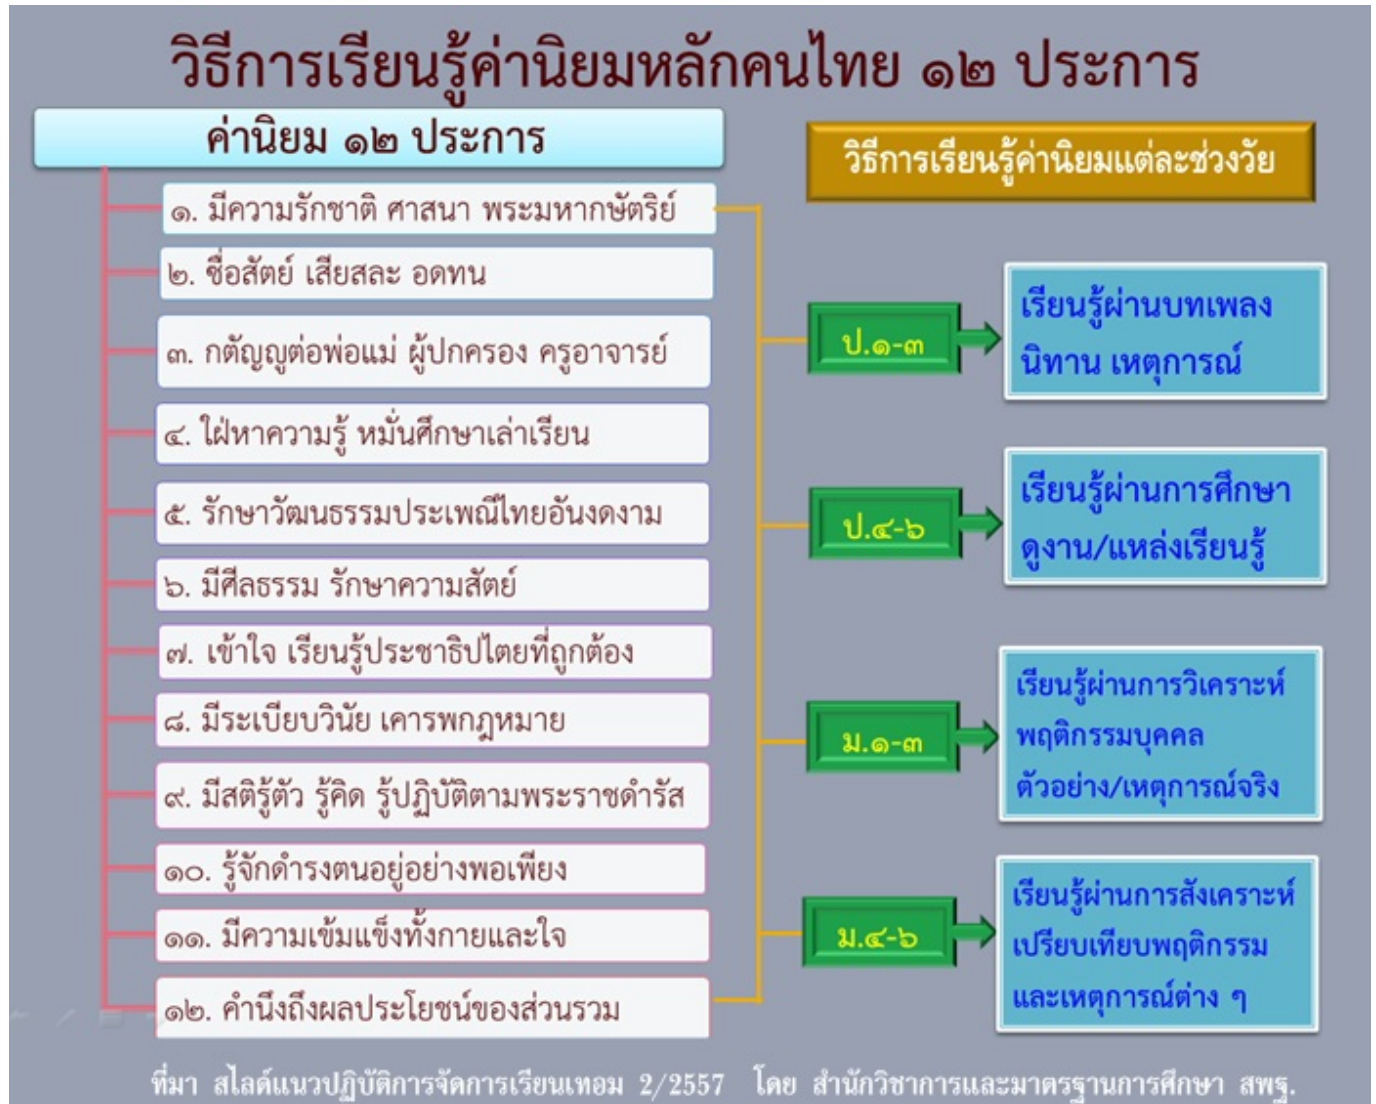 วิธีการเรียนรู้ค่านิยมหลักคนไทย ๑๒ ประการ
ค่านิยม ๑๒ ประการ
๑. มีความรักชาติ ศาสนา พระมหากษัตริย์
๒. ซื่อสัตย์ เสียสละ อดทน
๓. กตัญญูต่อพ่อแม่ ผู้ปกครอง ครูอาจารย์
๔. ใฝ่หาความรู้ หมั่นศึกษาเล่าเรียน
๕. รักษาวัฒนธรรมประเพณีไทยอันงดงาม
๖. มีศีลธรรม รักษาความสัตย์
๗. เข้าใจ เรียนรู้ประชาธิปไตยที่ถูกต้อง
๘. มีระเบียบวินัย เคารพกฎหมาย
๙. มีสติรู้ตัว รู้คิด รู้ปฏิบัติตามพระราชดำรัส
๑๐. รู้จักดำรงตนอยู่อย่างพอเพียง
๑๑. มีความเข้มแข็งทั้งกายและใจ
๑๒. คำนึงถึงผลประโยชน์ของส่วนรวม
วิธีการเรียนรู้ค่านิยมแต่ละช่วงวัย
ป.๑-๓
เรียนรู้ผ่านบทเพลง
นิทาน เหตุการณ์
ป.๔-๖
เรียนรู้ผ่านการศึกษา
ดูงาน/แหล่งเรียนรู้
ม.๑-๓
เรียนรู้ผ่านการวิเคราะห์
พฤติกรรมบุคคล
ตัวอย่าง/เหตุการณ์จริง
ม.๔-๖
เรียนรู้ผ่านการสังเคราะห์
เปรียบเทียบพฤติกรรม
และเหตุการณ์ต่าง ๆ
ที่มา สไลด์แนวปฏิบัติการจัดการเรียนเทอม 2/2557 โดย สำนักวิชาการและมาตรฐานการศึกษา สพฐ.